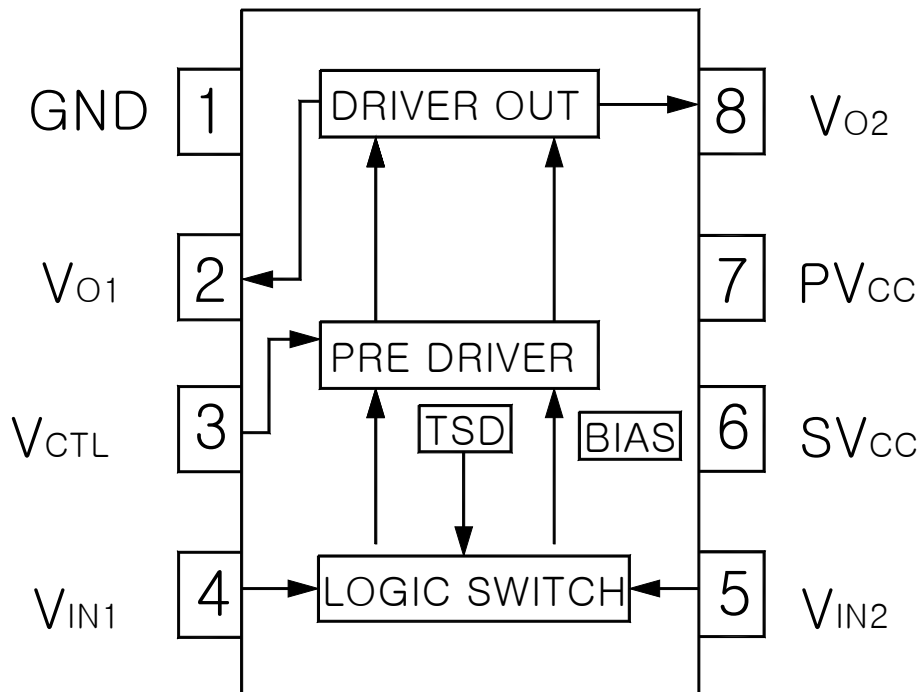 GND 1 DRIVER OUT 8 VO2
VO1 2 7 PVCC
PRE DRIVER
VCTL 3 TSD BIAS 6 SVCC
VIN1 4 LOGIC SWITCH 5 VIN2